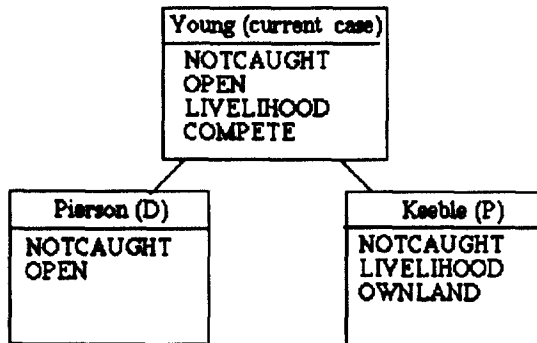 Young (current case)
NOTCAUGHT
OPEN
LIVELIHOOD
COMPETE
Pierson (D)
NOTCAUGHT
OPEN
Keeble (P)
NOTCAUGHT
LIVELIHOOD
OWNLAND